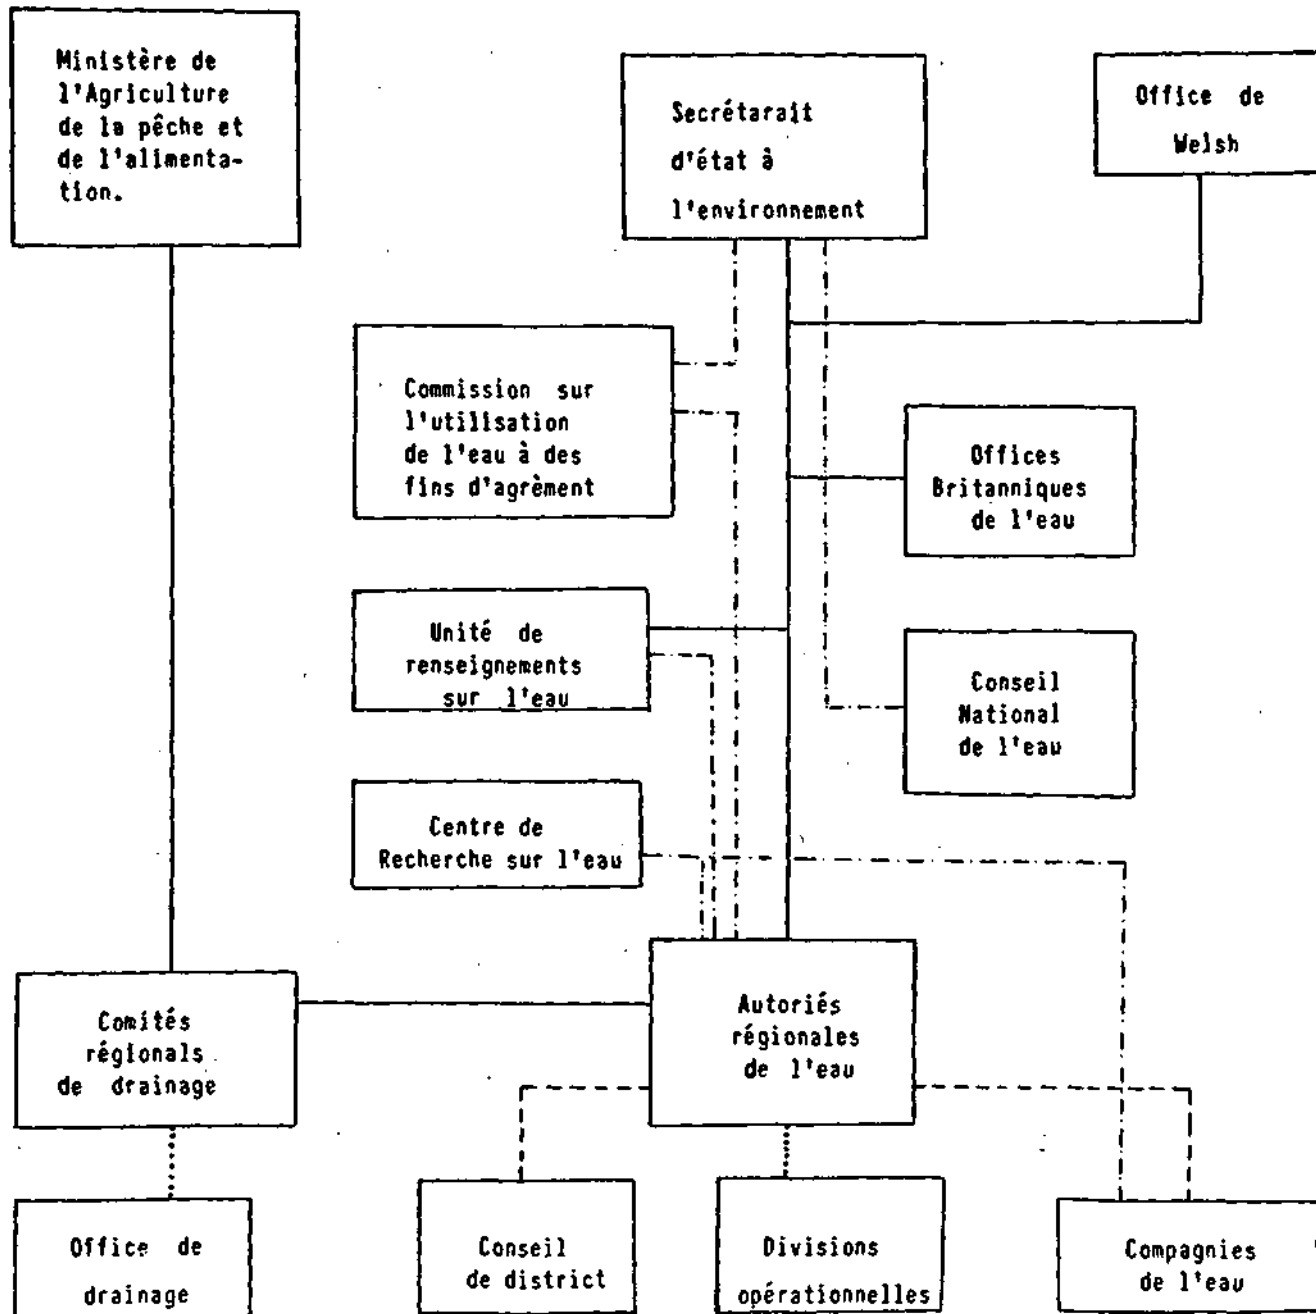 Ministère de
l'Agriculture
de la pêche et
de l'alimenta-
tion.
Secrétarait
d'état à
l'environnement
Office de
Welsh
Commission sur
l'utilisation
de l'eau à des
fins d'agrèment
Offices
Britanniques
de l'eau
Unité de
renseignements
sur l'eau
Conseil
National
de l'eau
Centre de
Recherche sur l'eau
Comités
régionals
de drainage
Autoriés
régionales
de l'eau
Office de
drainage
Conseil
de district
Divisions
opérationnelles
Compagnies
de l'eau